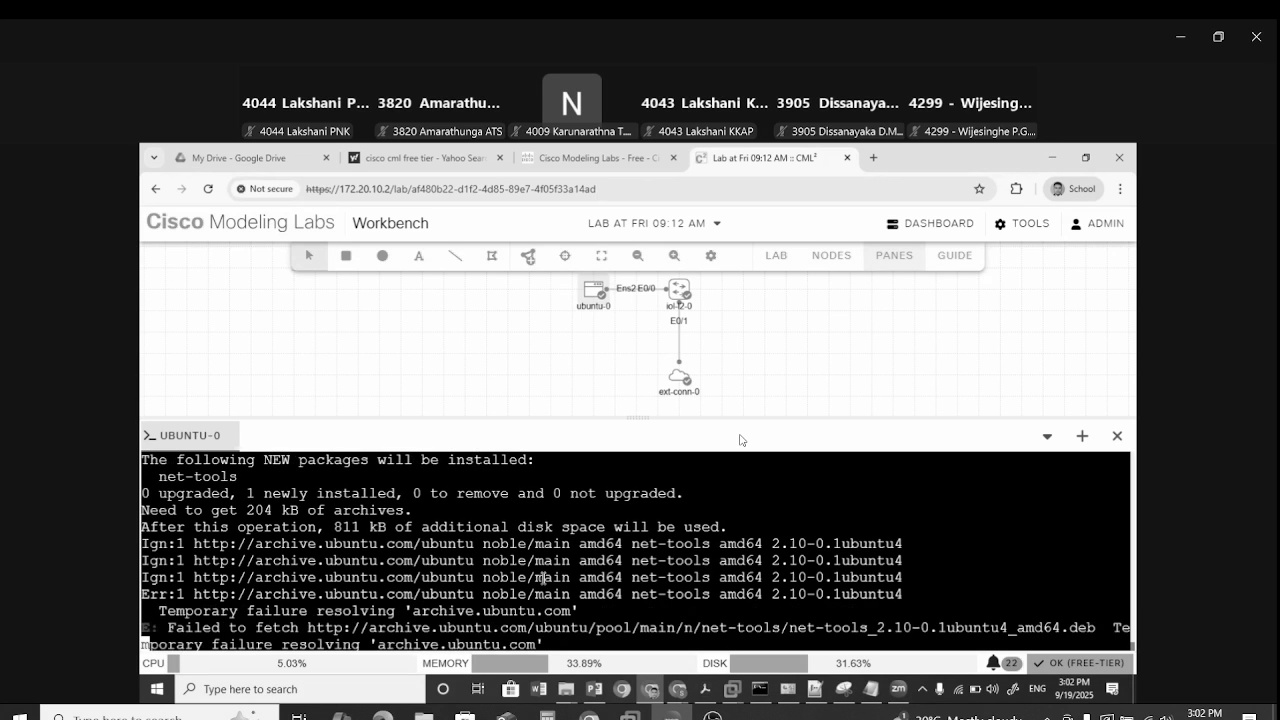 4044 Lakshani P... 3820 Amarathu... N 4043 Lakshani K... 3905 Dissanaya... 4299 - Wijesing...
4044 Lakshani PNK 3820 Amarathunga ATS 4009 Karunarathna T... 4043 Lakshani KKAP 3905 Dissanayaka D.M... 4299 - Wijesinghe P.G....
My Drive - Google Drive cisco cml free tier - Yahoo Sear Cisco Modeling Labs - Free - Ci Lab at Fri 09:12 AM :: CML²
Not secure https://172.20.10.2/lab/af480b22-d1f2-4d85-89e7-4f05f33a14ad School
Cisco Modeling Labs Workbench LAB AT FRI 09:12 AM DASHBOARD TOOLS ADMIN
A LAB NODES PANES GUIDE
Ens2 E0/0
ubuntu-0 iol-l2-0
E0/1
ext-conn-0
UBUNTU-0
The following NEW packages will be installed:
net-tools
0 upgraded, 1 newly installed, 0 to remove and 0 not upgraded.
Need to get 204 kB of archives.
After this operation, 811 kB of additional disk space will be used.
Ign:1 http://archive.ubuntu.com/ubuntu noble/main amd64 net-tools amd64 2.10-0.1ubuntu4
Ign:1 http://archive.ubuntu.com/ubuntu noble/main amd64 net-tools amd64 2.10-0.1ubuntu4
Ign:1 http://archive.ubuntu.com/ubuntu noble/main amd64 net-tools amd64 2.10-0.1ubuntu4
Err:1 http://archive.ubuntu.com/ubuntu noble/main amd64 net-tools amd64 2.10-0.1ubuntu4
Temporary failure resolving 'archive.ubuntu.com'
E: Failed to fetch http://archive.ubuntu.com/ubuntu/pool/main/n/net-tools/net-tools_2.10-0.1ubuntu4_amd64.deb Te
mporary failure resolving 'archive.ubuntu.com'
CPU 5.03% MEMORY 33.89% DISK 31.63% 22 OK (FREE-TIER)
Type here to search ENG 3:02 PM
9/19/2025
Type here to search Mostly cloudy 3:02 PM